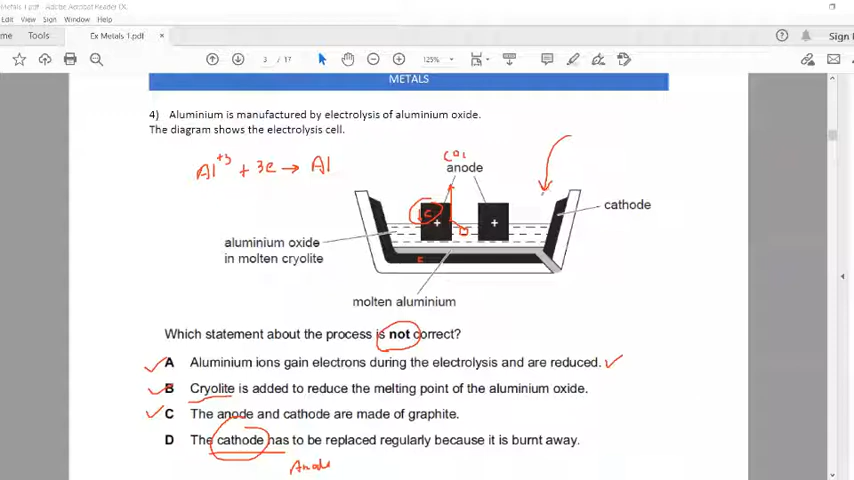 Metals 1.pdf - Adobe Acrobat Reader DC
Edit View Sign Window Help
Tools
Ex Metals 1.pdf ×
Sign
3 / 17
125%
METALS
4) Aluminium is manufactured by electrolysis of aluminium oxide.
The diagram shows the electrolysis cell.
Al+3 + 3e → Al
anode
cathode
C
+
+
O
aluminium oxide
in molten cryolite
molten aluminium
Which statement about the process is not correct?
A Aluminium ions gain electrons during the electrolysis and are reduced.
B Cryolite is added to reduce the melting point of the aluminium oxide.
C The anode and cathode are made of graphite.
D The cathode has to be replaced regularly because it is burnt away.
Anode